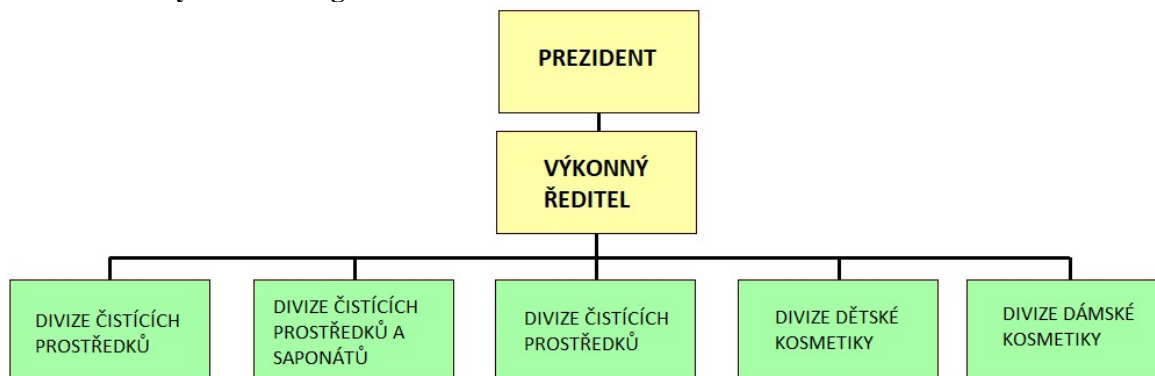 PREZIDENT
VÝKONNÝ
ŘEDITEL
DIVIZE ČISTÍCÍCH
PROSTŘEDKŮ
DIVIZE ČISTÍCÍCH
PROSTŘEDKŮ A
SAPONÁTŮ
DIVIZE ČISTÍCÍCH
PROSTŘEDKŮ
DIVIZE DĚTSKÉ
KOSMETIKY
DIVIZE DÁMSKÉ
KOSMETIKY